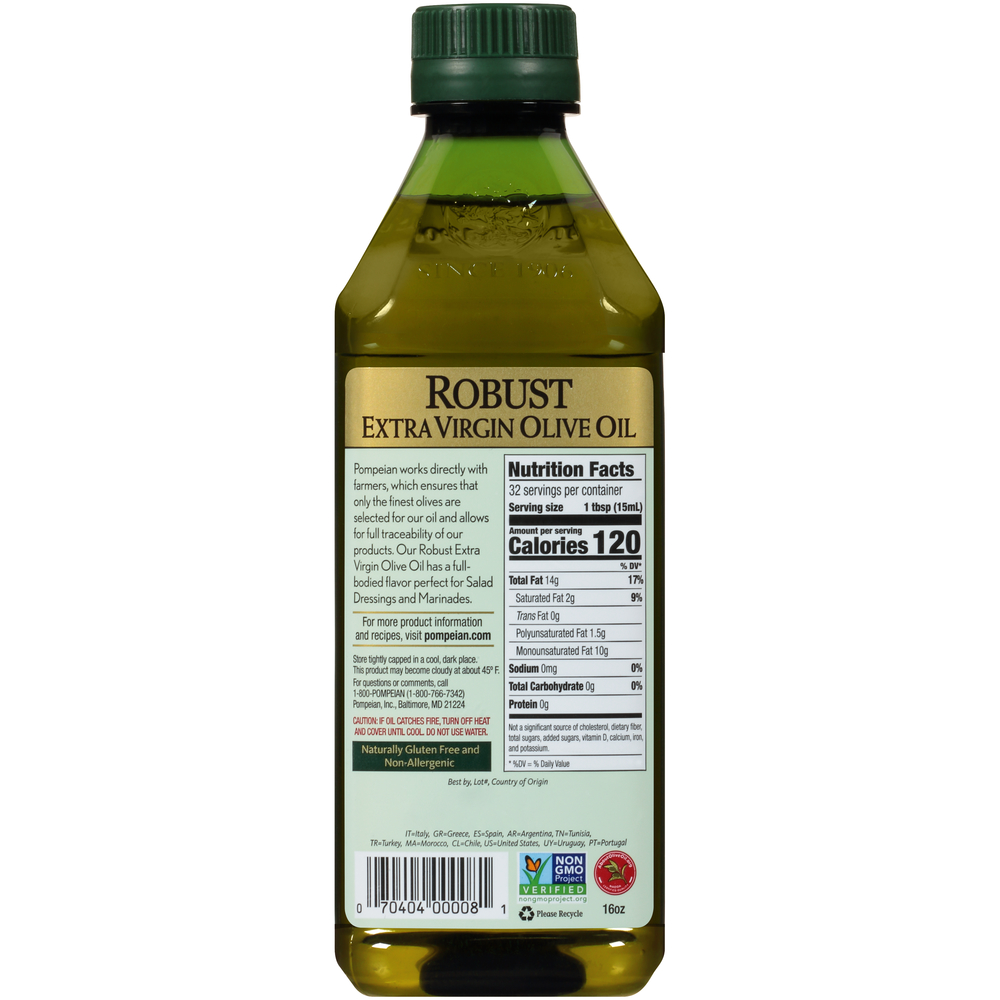 SINCE 1906
ROBUST
EXTRA VIRGIN OLIVE OIL
Pompeian works directly with
farmers, which ensures that
only the finest olives are
selected for our oil and allows
for full traceability of our
products. Our Robust Extra
Virgin Olive Oil has a full-
bodied flavor perfect for Salad
Dressings and Marinades.
For more product information
and recipes, visit pompeian.com
Store tightly capped in a cool, dark place.
This product may become cloudy at about 45º F.
For questions or comments, call
1-800-POMPEIAN (1-800-766-7342)
Pompeian, Inc., Baltimore, MD 21224
CAUTION: IF OIL CATCHES FIRE, TURN OFF HEAT
AND COVER UNTIL COOL. DO NOT USE WATER.
Naturally Gluten Free and
Non-Allergenic
Nutrition Facts
32 servings per container
Serving size 1 tbsp (15mL)
Amount per serving
Calories 120
% DV*
Total Fat 14g 17%
Saturated Fat 2g 9%
Trans Fat 0g
Polyunsaturated Fat 1.5g
Monounsaturated Fat 10g
Sodium 0mg 0%
Total Carbohydrate 0g 0%
Protein 0g
Not a significant source of cholesterol, dietary fiber,
total sugars, added sugars, vitamin D, calcium, iron,
and potassium.
* %DV = % Daily Value
Best by, Lot#, Country of Origin
IT=Italy, GR=Greece, ES=Spain, AR=Argentina, TN=Tunisia,
TR=Turkey, MA=Morocco, CL=Chile, US=United States, UY=Uruguay, PT=Portugal
0 70404 00008 1
NON
GMO
Project
VERIFIED
nongmoproject.org
Please Recycle
16oz